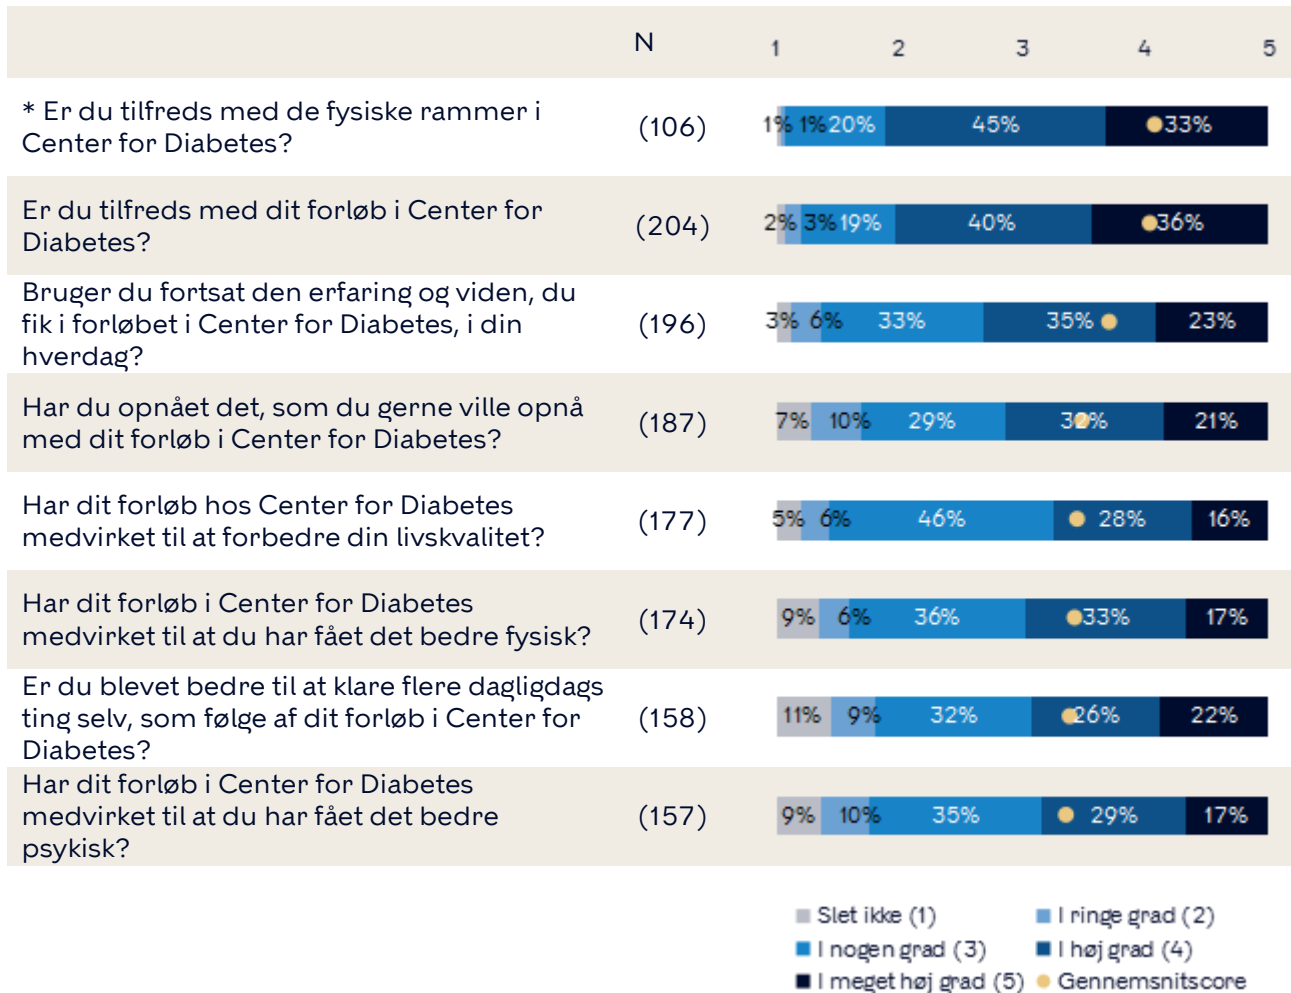 N 1 2 3 4 5
* Er du tilfreds med de fysiske rammer i
Center for Diabetes?
(106) 1% 1% 20% 45% 33%
Er du tilfreds med dit forløb i Center for
Diabetes?
(204) 2% 3% 19% 40% 36%
Bruger du fortsat den erfaring og viden, du
fik i forløbet i Center for Diabetes, i din
hverdag?
(196) 3% 6% 33% 35% 23%
Har du opnået det, som du gerne ville opnå
med dit forløb i Center for Diabetes?
(187) 7% 10% 29% 21%
Har dit forløb hos Center for Diabetes
medvirket til at forbedre din livskvalitet?
(177) 5% 6% 46% 28% 16%
Har dit forløb i Center for Diabetes
medvirket til at du har fået det bedre fysisk?
(174) 9% 6% 36% 33% 17%
Er du blevet bedre til at klare flere dagligdags
ting selv, som følge af dit forløb i Center for
Diabetes?
(158) 11% 9% 32% 26% 22%
Har dit forløb i Center for Diabetes
medvirket til at du har fået det bedre
psykisk?
(157) 9% 10% 35% 29% 17%
Slet ikke (1) I ringe grad (2)
I nogen grad (3) I høj grad (4)
I meget høj grad (5) Gennemsnitscore